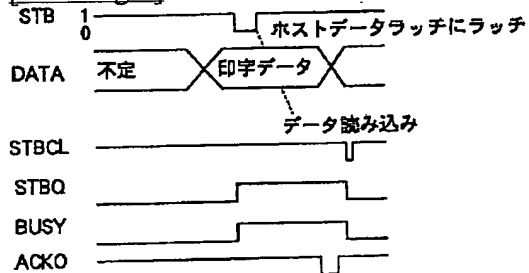 STB 1
0
ホストデータラッチにラッチ
DATA 不定 印字データ
データ読み込み
STBCL
STBQ
BUSY
ACKO